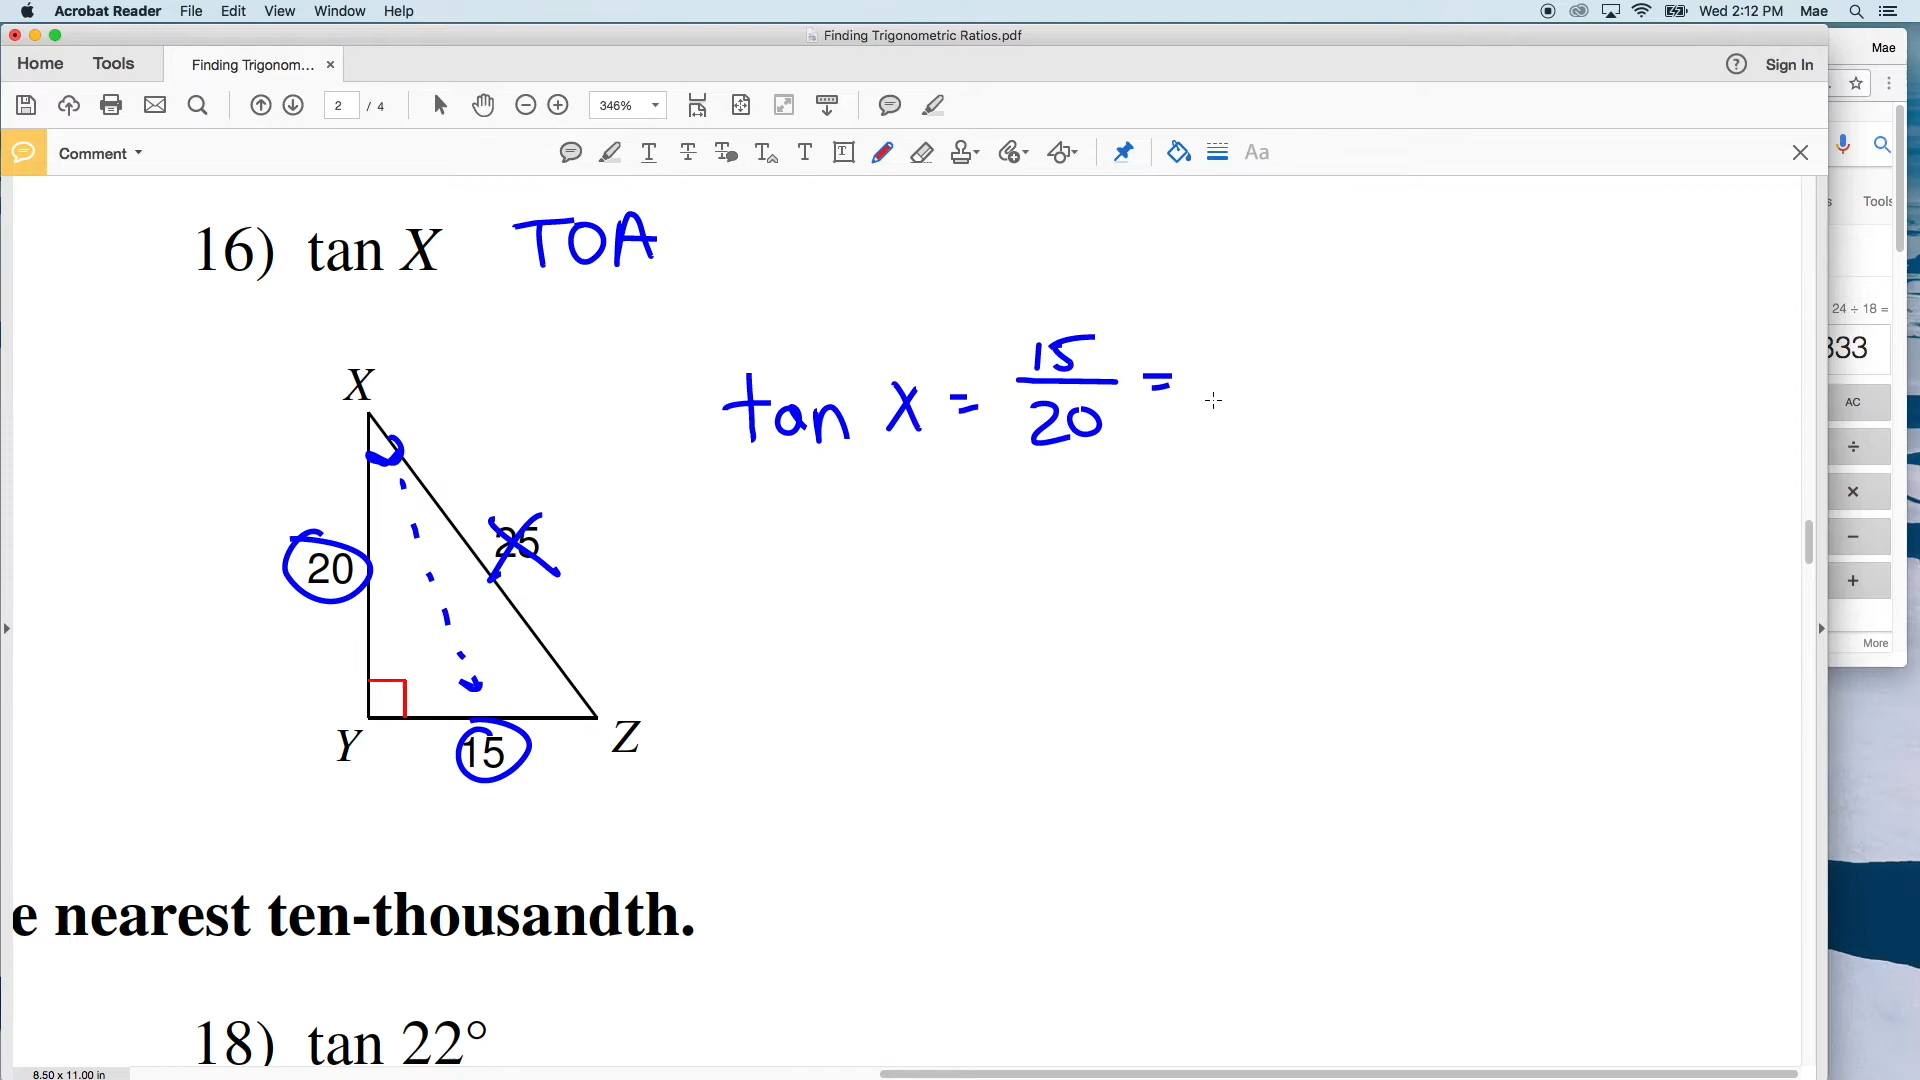 Acrobat Reader File Edit View Window Help Wed 2:12 PM Mae
Finding Trigonometric Ratios.pdf
Mae
Home Tools Finding Trigonom... × ? Sign In
2 / 4 346%
Comment T T T T T T Aa
s Tools
16) tan X TOA
24 ÷ 18 =
333
tan X = 15/20 =
X
AC
÷
×
−
+
25
20
More
Y 15 Z
e nearest ten-thousandth.
18) tan 22°
8.50 x 11.00 in